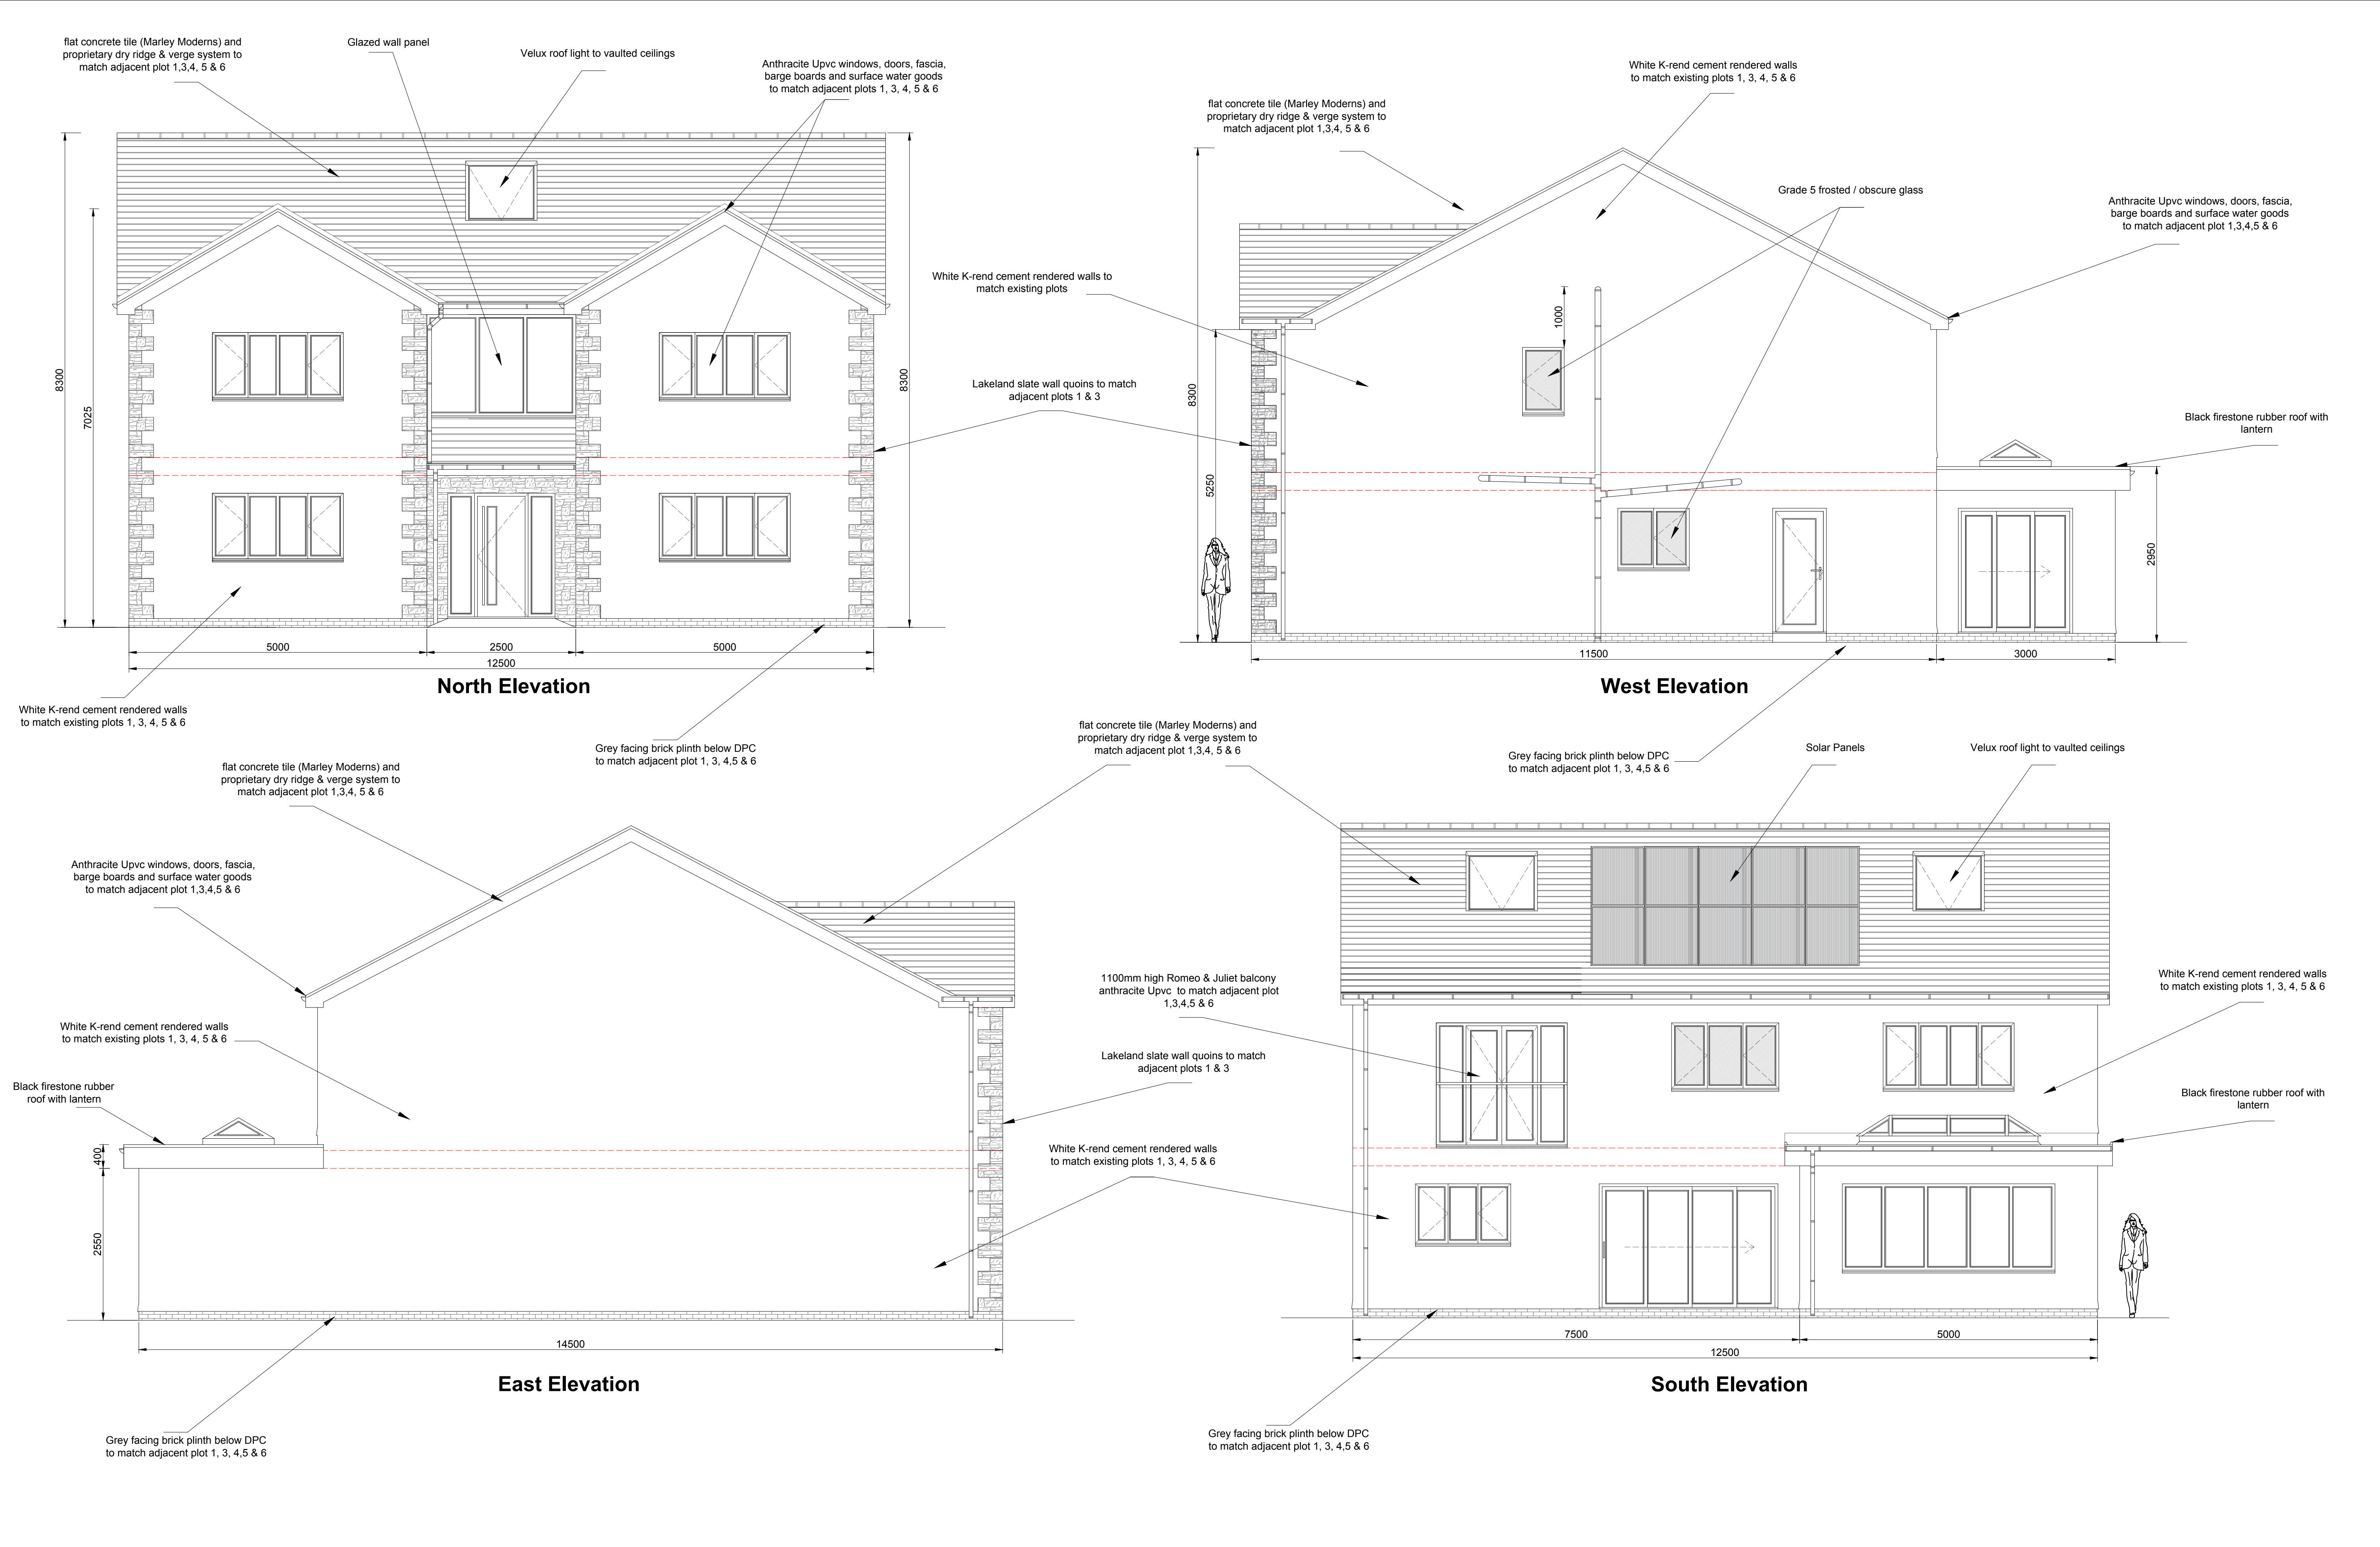 flat concrete tile (Marley Moderns) and
proprietary dry ridge & verge system to
match adjacent plot 1,3,4, 5 & 6
Glazed wall panel
Velux roof light to vaulted ceilings
Anthracite Upvc windows, doors, fascia,
barge boards and surface water goods
to match adjacent plots 1, 3, 4, 5 & 6
8300
7025
8300
5000
2500
5000
12500
North Elevation
White K-rend cement rendered walls
to match existing plots 1, 3, 4, 5 & 6
Grey facing brick plinth below DPC
to match adjacent plot 1, 3, 4,5 & 6
White K-rend cement rendered walls to
match existing plots
Lakeland slate wall quoins to match
adjacent plots 1 & 3
flat concrete tile (Marley Moderns) and
proprietary dry ridge & verge system to
match adjacent plot 1,3,4, 5 & 6
White K-rend cement rendered walls
to match existing plots 1, 3, 4, 5 & 6
Grade 5 frosted / obscure glass
Anthracite Upvc windows, doors, fascia,
barge boards and surface water goods
to match adjacent plot 1,3,4,5 & 6
Black firestone rubber roof with
lantern
8300
5250
1000
2950
11500
3000
West Elevation
Grey facing brick plinth below DPC
to match adjacent plot 1, 3, 4,5 & 6
flat concrete tile (Marley Moderns) and
proprietary dry ridge & verge system to
match adjacent plot 1,3,4, 5 & 6
flat concrete tile (Marley Moderns) and
proprietary dry ridge & verge system to
match adjacent plot 1,3,4, 5 & 6
Anthracite Upvc windows, doors, fascia,
barge boards and surface water goods
to match adjacent plot 1,3,4,5 & 6
White K-rend cement rendered walls
to match existing plots 1, 3, 4, 5 & 6
Black firestone rubber
roof with lantern
400
2550
14500
East Elevation
Grey facing brick plinth below DPC
to match adjacent plot 1, 3, 4,5 & 6
1100mm high Romeo & Juliet balcony
anthracite Upvc to match adjacent plot
1,3,4,5 & 6
Lakeland slate wall quoins to match
adjacent plots 1 & 3
White K-rend cement rendered walls
to match existing plots 1, 3, 4, 5 & 6
Solar Panels
Velux roof light to vaulted ceilings
White K-rend cement rendered walls
to match existing plots 1, 3, 4, 5 & 6
Black firestone rubber roof with
lantern
7500
5000
12500
South Elevation
Grey facing brick plinth below DPC
to match adjacent plot 1, 3, 4,5 & 6